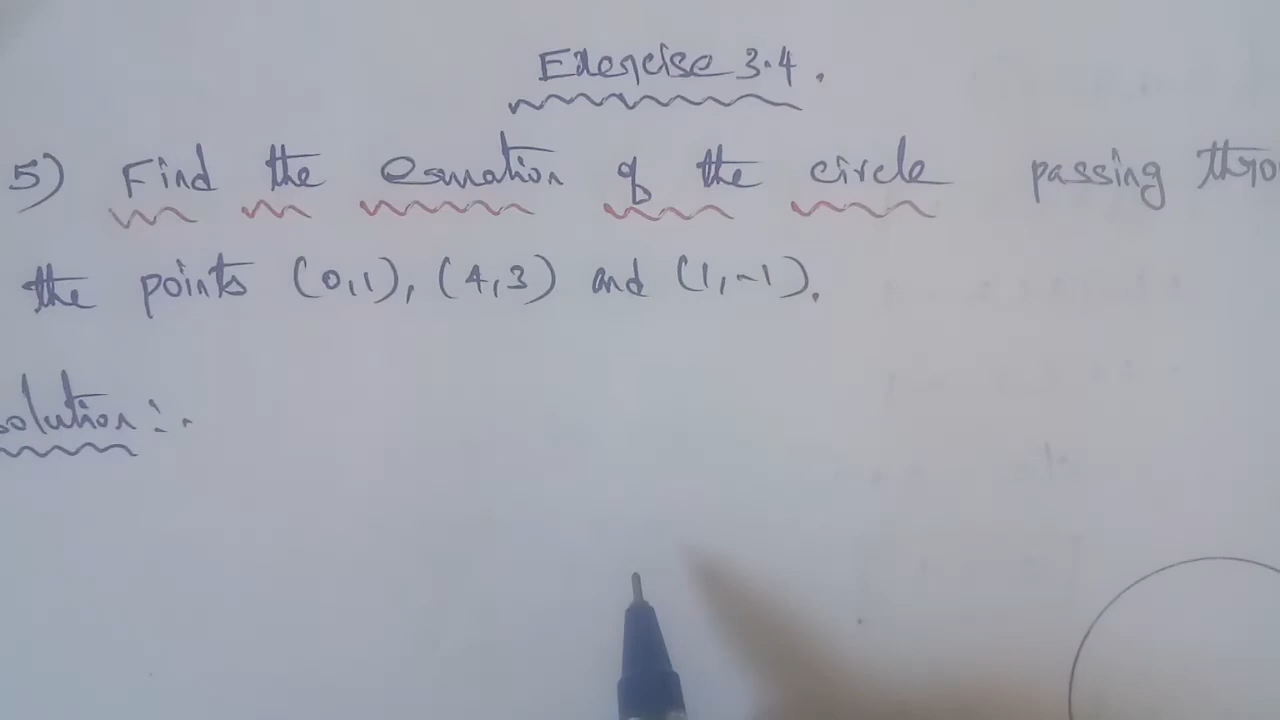 Exercise 3.4.
5) Find the equation of the circle passing thro
the points (0,1), (4,3) and (1,-1).
solution:-